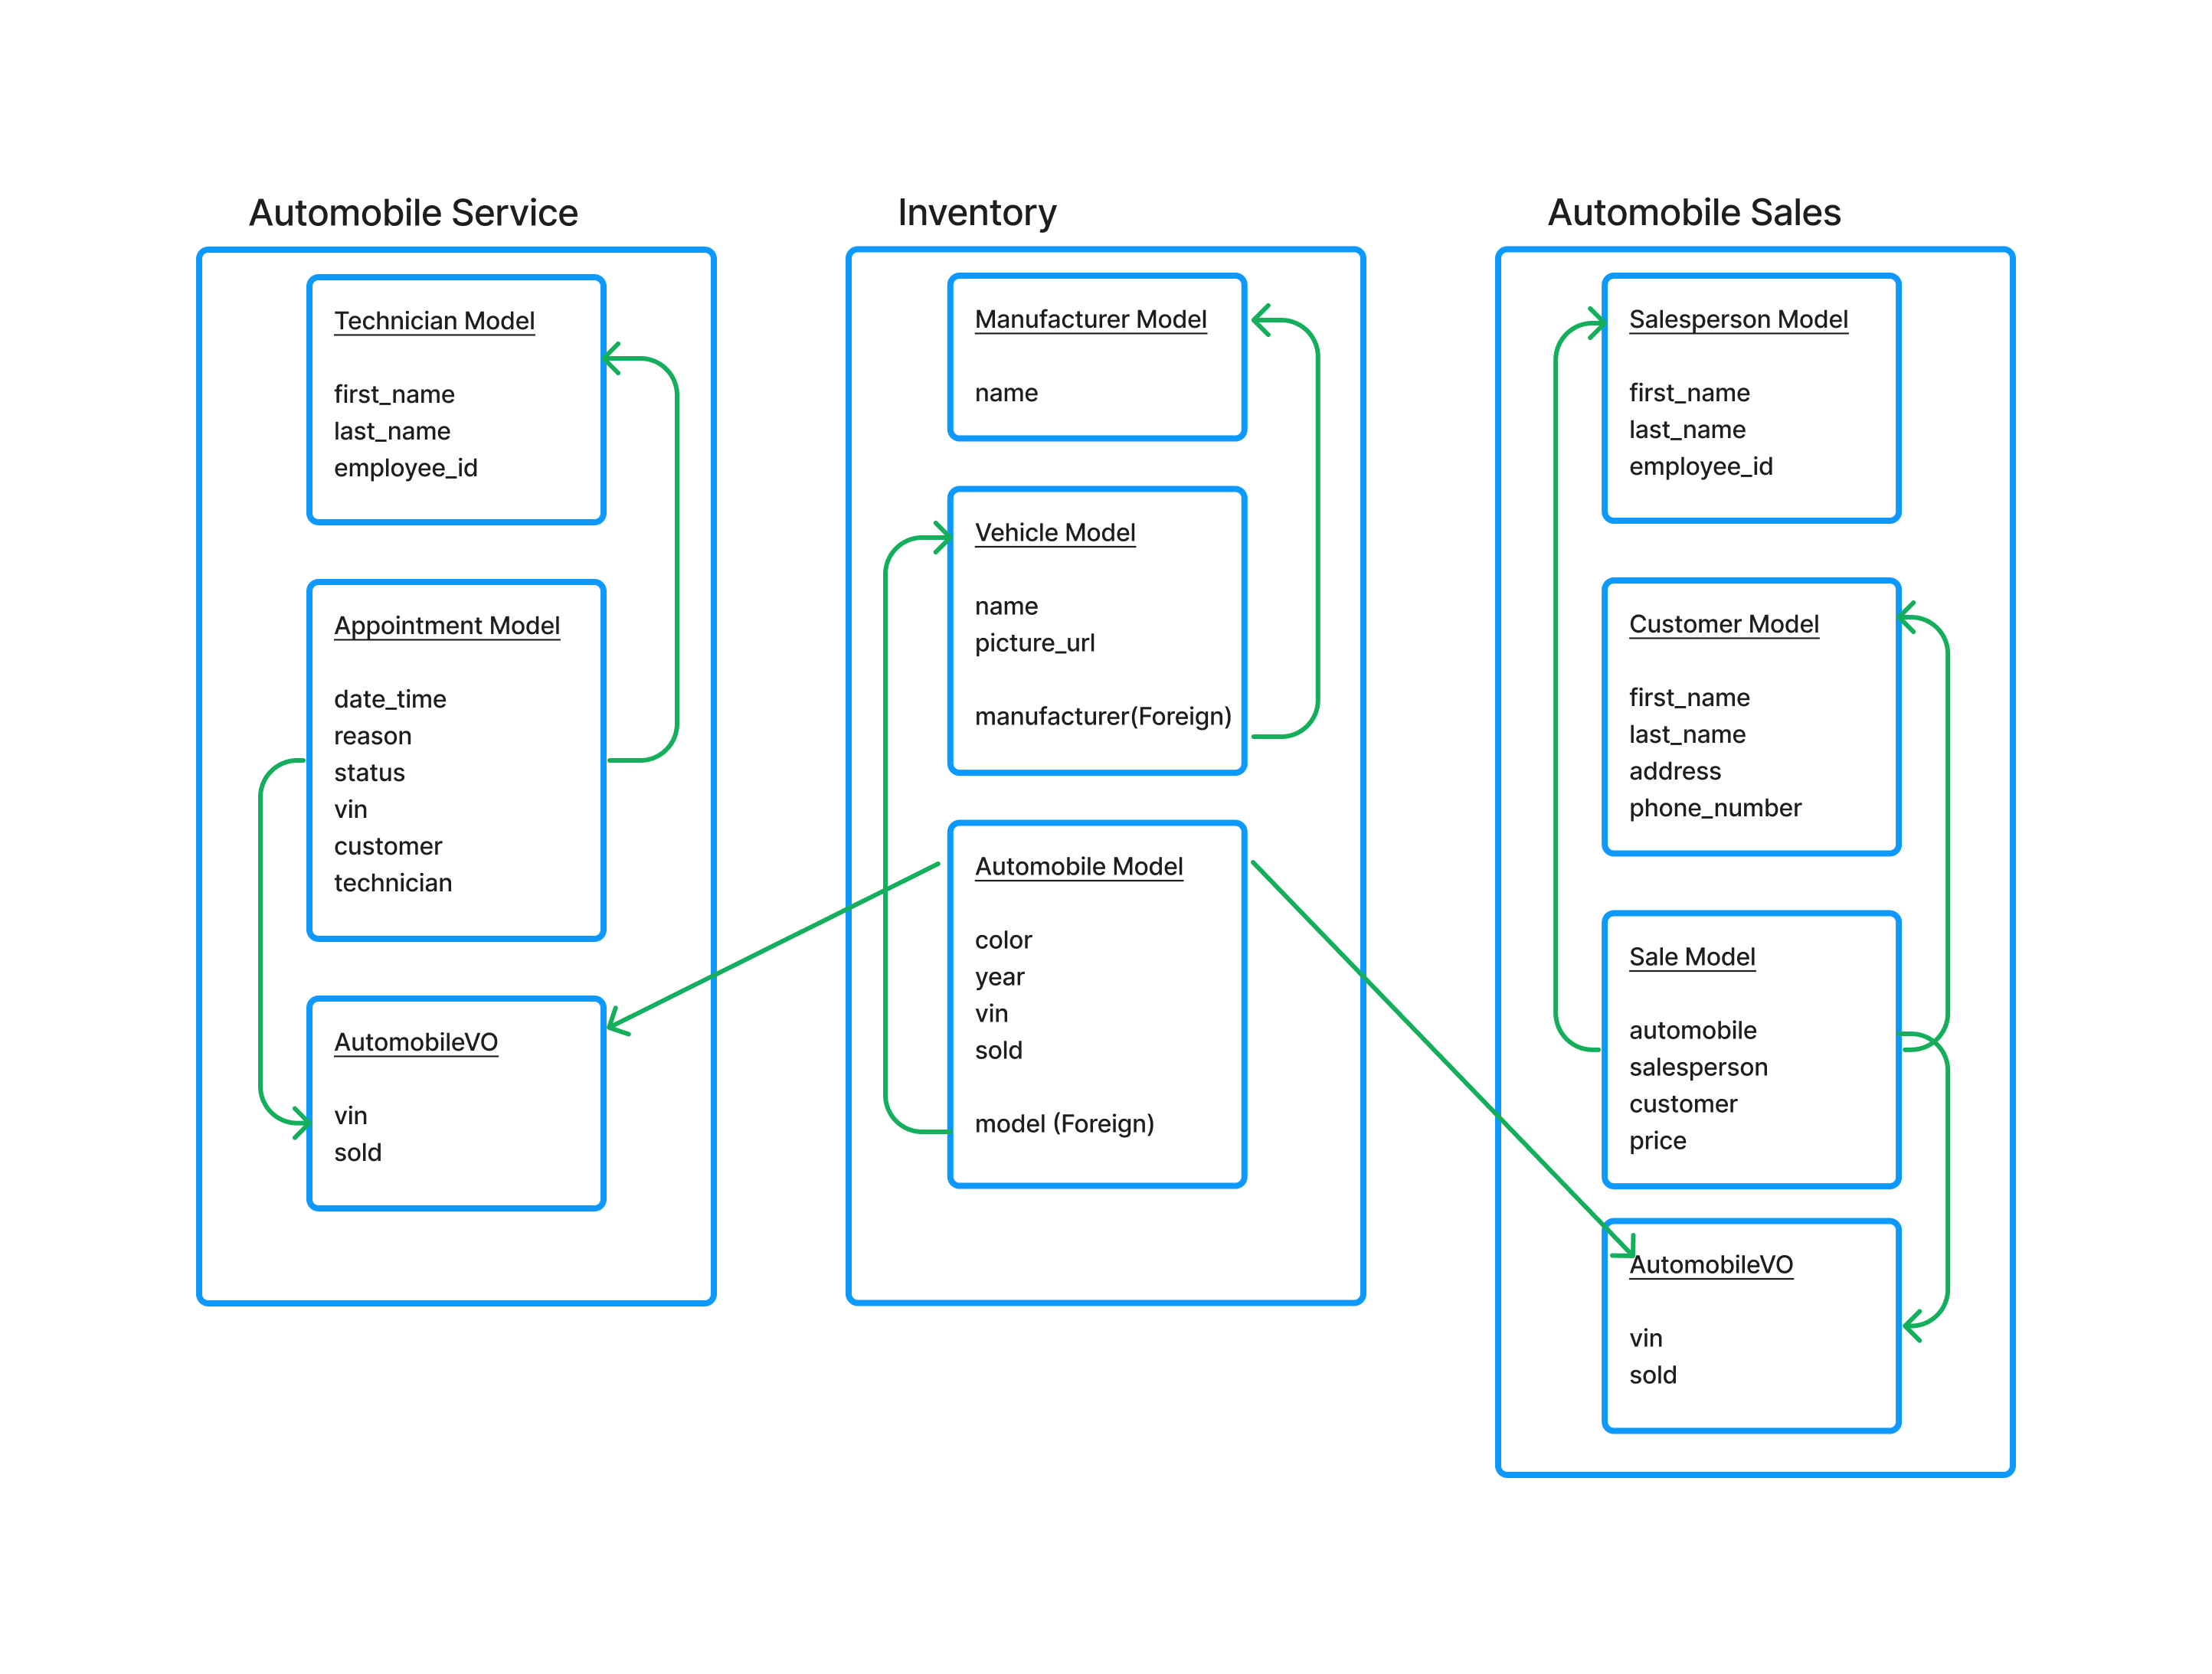 Automobile Service
Technician Model
first_name
last_name
employee_id
Appointment Model
date_time
reason
status
vin
customer
technician
AutomobileVO
vin
sold
Inventory
Manufacturer Model
name
Vehicle Model
name
picture_url
manufacturer(Foreign)
Automobile Model
color
year
vin
sold
model (Foreign)
Automobile Sales
Salesperson Model
first_name
last_name
employee_id
Customer Model
first_name
last_name
address
phone_number
Sale Model
automobile
salesperson
customer
price
AutomobileVO
vin
sold